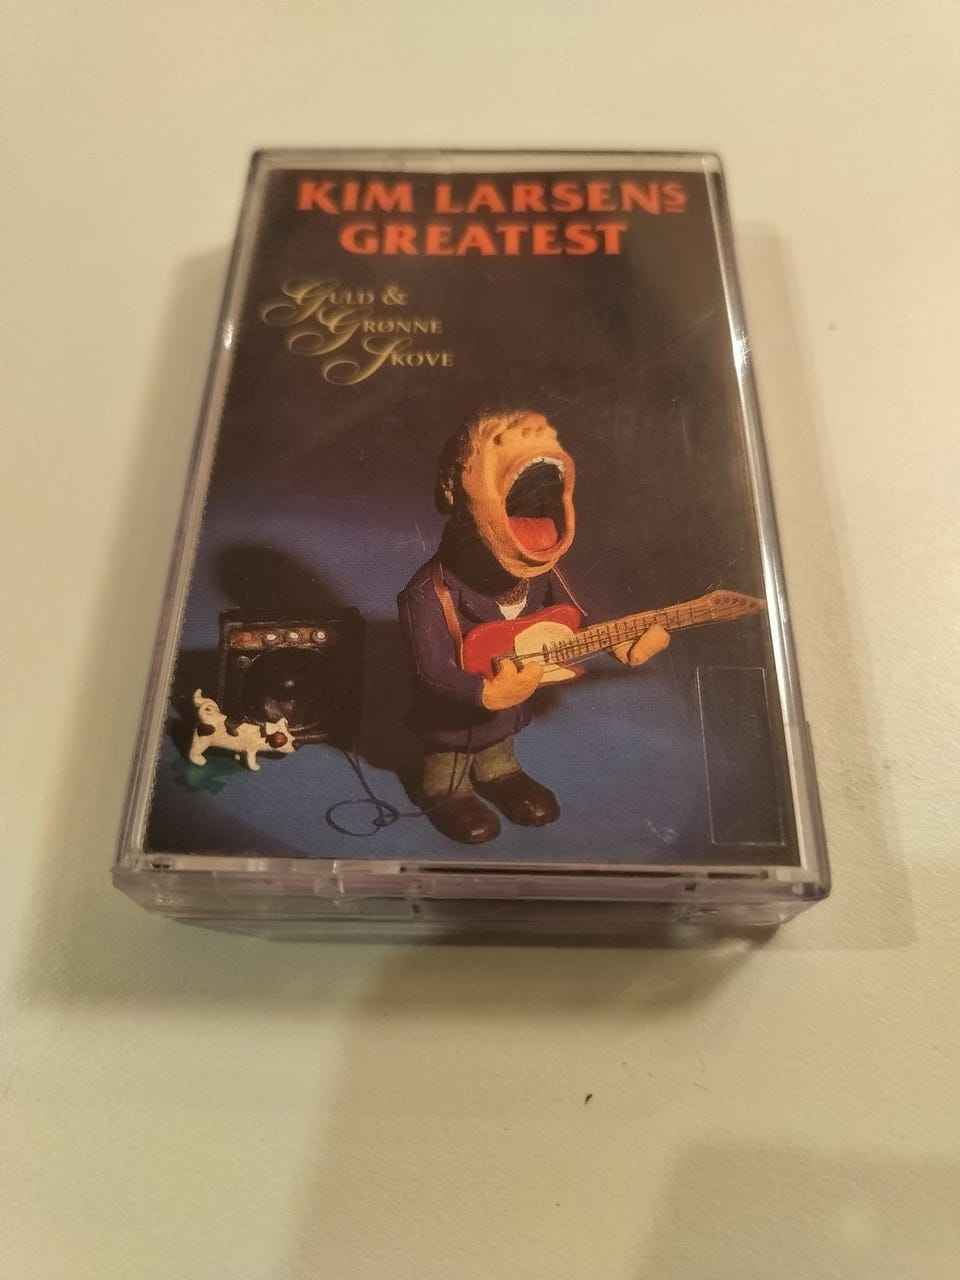 KIM LARSENS
GREATEST
GULD &
GRØNNE
SKOVE